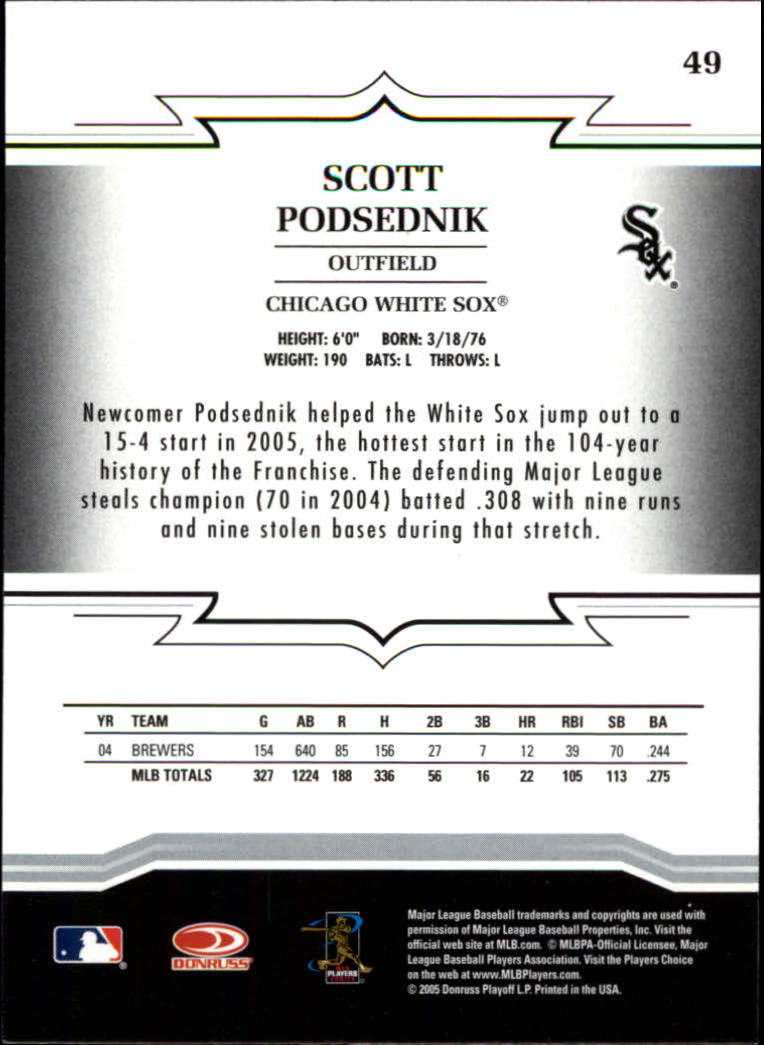 49
SCOTT
PODSEDNIK
OUTFIELD
CHICAGO WHITE SOX®
HEIGHT: 6'0" BORN: 3/18/76
WEIGHT: 190 BATS: L THROWS: L
Sox®
Newcomer Podsednik helped the White Sox jump out to a
15-4 start in 2005, the hottest start in the 104-year
history of the Franchise. The defending Major League
steals champion (70 in 2004) batted .308 with nine runs
and nine stolen bases during that stretch.
YR TEAM G AB R H 2B 3B HR RBI SB BA
04 BREWERS 154 640 85 156 27 7 12 39 70 .244
MLB TOTALS 327 1224 188 336 56 16 22 105 113 .275
DONRUSS
PLAYERS
CHOICE
Major League Baseball trademarks and copyrights are used with
permission of Major League Baseball Properties, Inc. Visit the
official web site at MLB.com. © MLBPA-Official Licensee, Major
League Baseball Players Association. Visit the Players Choice
on the web at www.MLBPlayers.com.
© 2005 Donruss Playoff L.P. Printed in the USA.